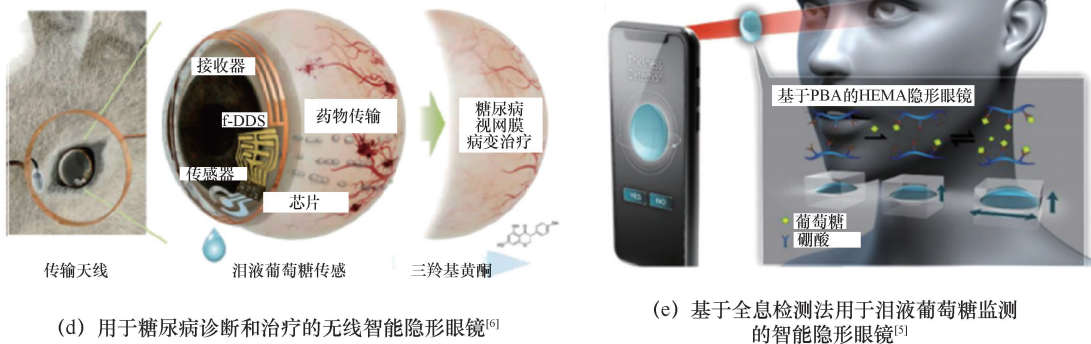 接收器
f-DDS
传感器
芯片
药物传输
糖尿病
视网膜
病变治疗
传输天线
泪液葡萄糖传感
三羟基黄酮
(d) 用于糖尿病诊断和治疗的无线智能隐形眼镜[6]
基于PBA的HEMA隐形眼镜
YES
NO
葡萄糖
硼酸
(e) 基于全息检测法用于泪液葡萄糖监测
的智能隐形眼镜[5]